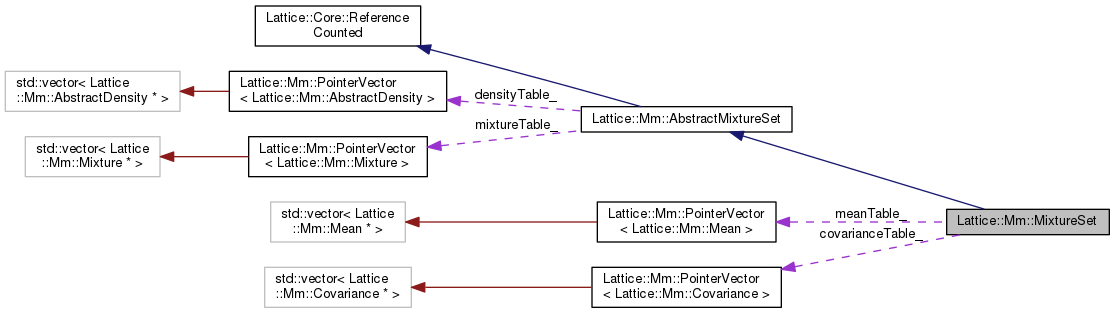 Lattice::Core::Reference
Counted
std::vector< Lattice
::Mm::AbstractDensity * >
Lattice::Mm::PointerVector
< Lattice::Mm::AbstractDensity >
densityTable_
Lattice::Mm::AbstractMixtureSet
mixtureTable_
std::vector< Lattice
::Mm::Mixture * >
Lattice::Mm::PointerVector
< Lattice::Mm::Mixture >
std::vector< Lattice
::Mm::Mean * >
Lattice::Mm::PointerVector
< Lattice::Mm::Mean >
meanTable_
Lattice::Mm::MixtureSet
covarianceTable_
std::vector< Lattice
::Mm::Covariance * >
Lattice::Mm::PointerVector
< Lattice::Mm::Covariance >